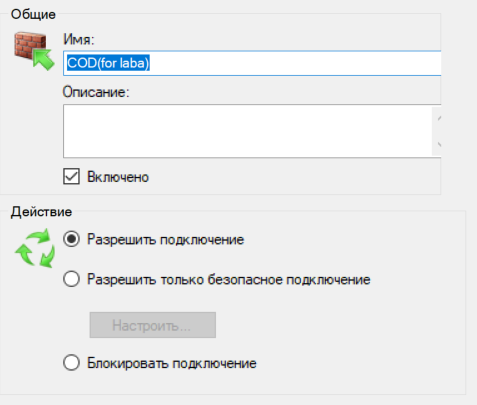 Общие
Имя:
COD(for laba)
Описание:
Включено
Действие
Разрешить подключение
Разрешить только безопасное подключение
Настроить...
Блокировать подключение